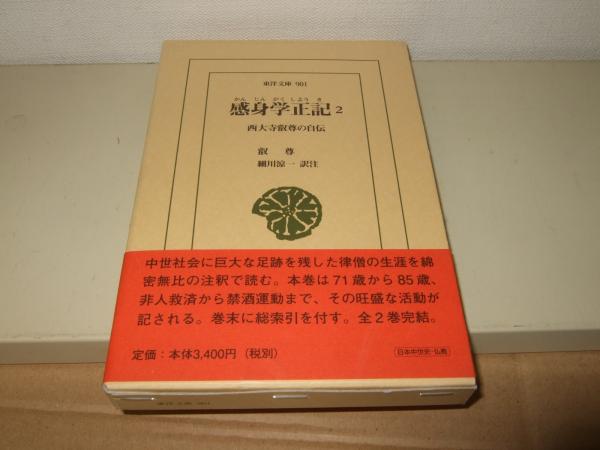 東洋文庫 901
かん じん がく しよう き
感身学正記 2
西大寺叡尊の自伝
叡尊
細川涼一 訳注
中世社会に巨大な足跡を残した律僧の生涯を綿
密無比の注釈で読む。本巻は71歳から85歳、
非人救済から禁酒運動まで、その旺盛な活動が
記される。巻末に総索引を付す。全2巻完結。
定価：本体3,400円（税別）
日本中世史・仏教
東洋文庫 901